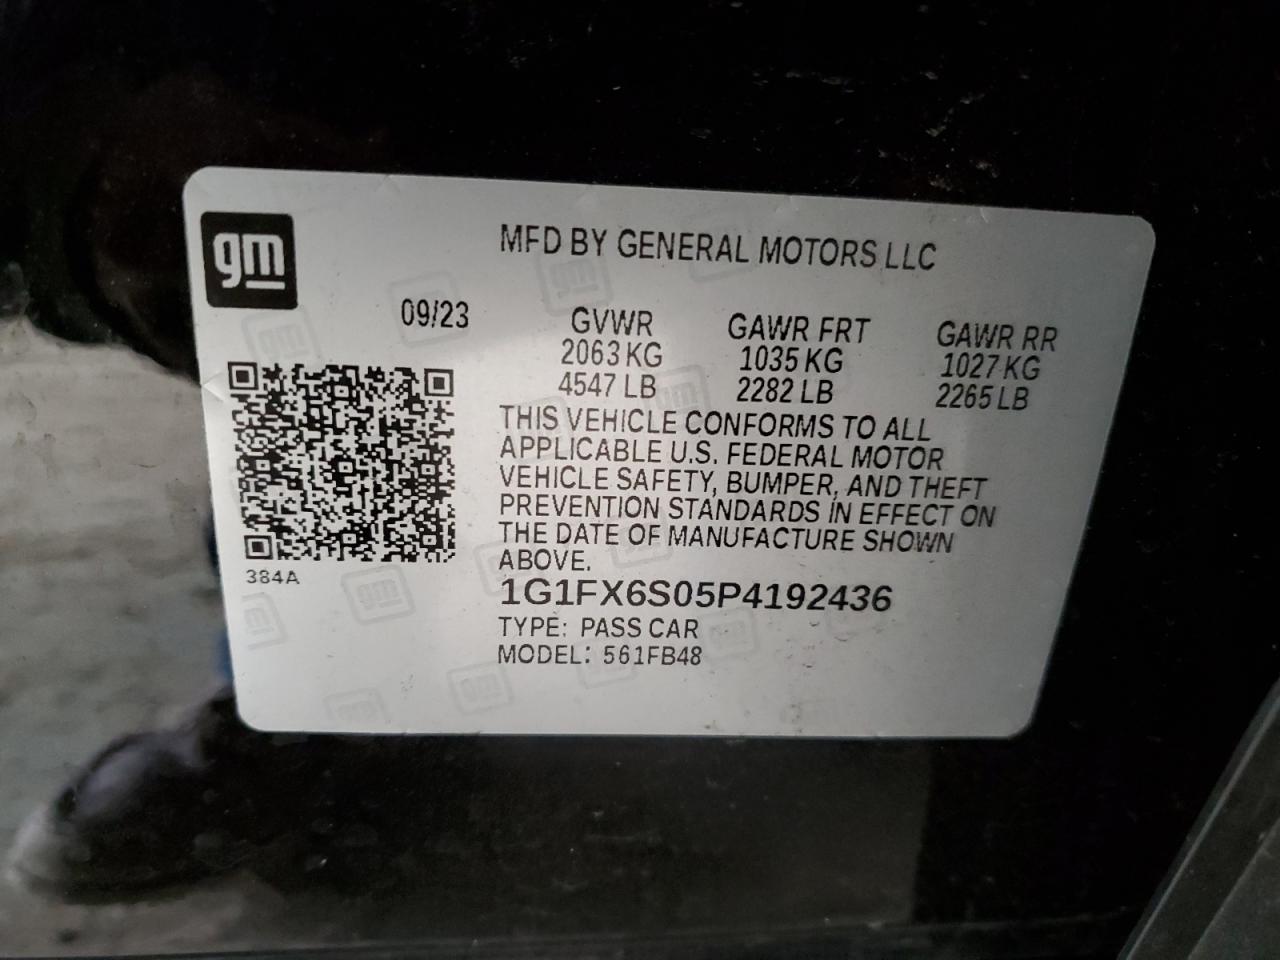 gm
MFD BY GENERAL MOTORS LLC
09/23
GVWR GAWR FRT GAWR RR
2063 KG 1035 KG 1027 KG
4547 LB 2282 LB 2265 LB
THIS VEHICLE CONFORMS TO ALL
APPLICABLE U.S. FEDERAL MOTOR
VEHICLE SAFETY, BUMPER, AND THEFT
PREVENTION STANDARDS IN EFFECT ON
THE DATE OF MANUFACTURE SHOWN
ABOVE.
384A
1G1FX6S05P4192436
TYPE: PASS CAR
MODEL: 561FB48